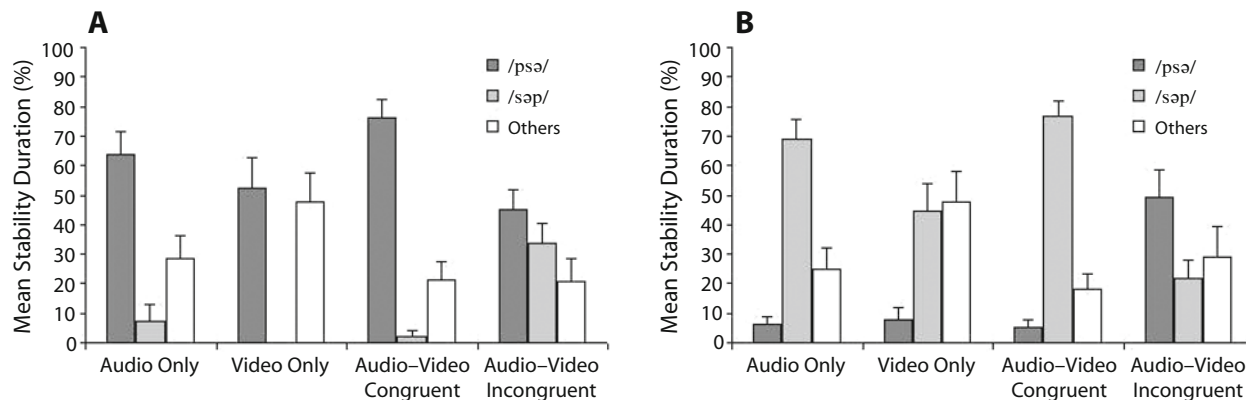 A
Mean Stability Duration (%)
100
90
80
70
60
50
40
30
20
10
0
/psə/
/səp/
Others
Audio Only
Video Only
Audio–Video
Congruent
Audio–Video
Incongruent
B
Mean Stability Duration (%)
100
90
80
70
60
50
40
30
20
10
0
/psə/
/səp/
Others
Audio Only
Video Only
Audio–Video
Congruent
Audio–Video
Incongruent